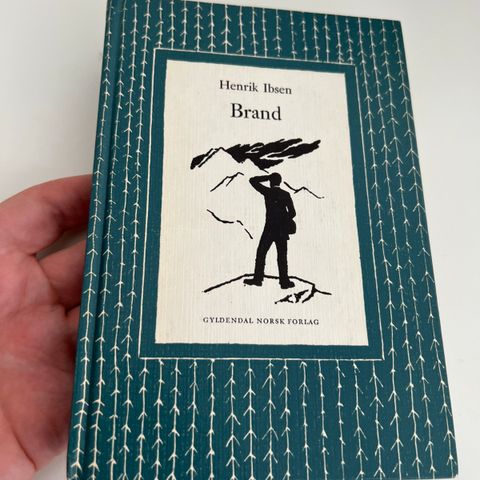 Henrik Ibsen
Brand
GYLDENDAL NORSK FORLAG